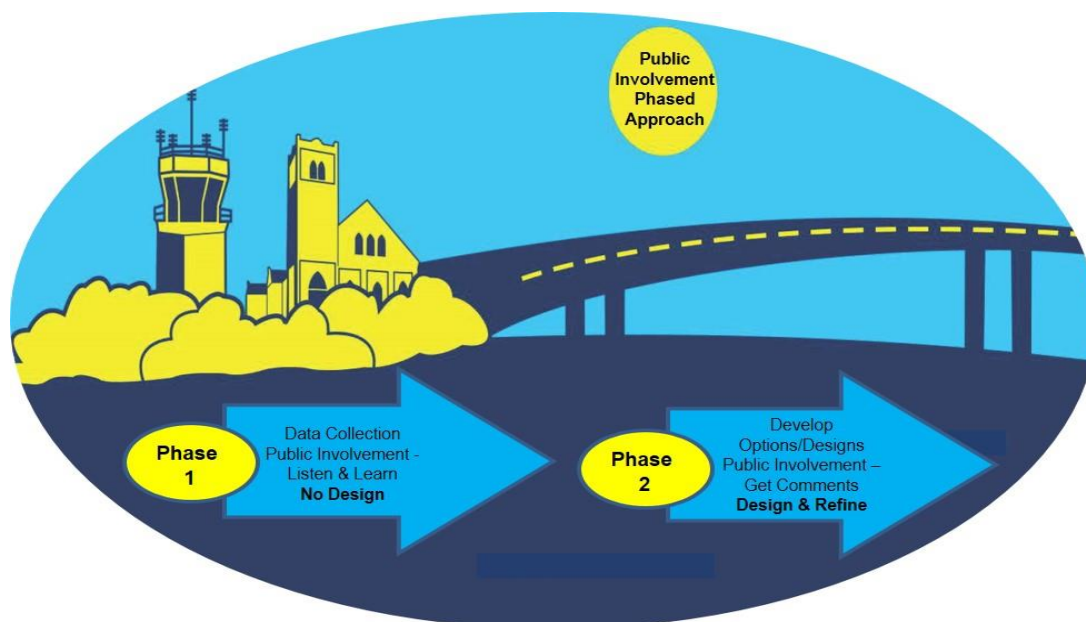 Public
Involvement
Phased
Approach
Phase
1
Data Collection
Public Involvement -
Listen & Learn
No Design
Phase
2
Develop
Options/Designs
Public Involvement –
Get Comments
Design & Refine